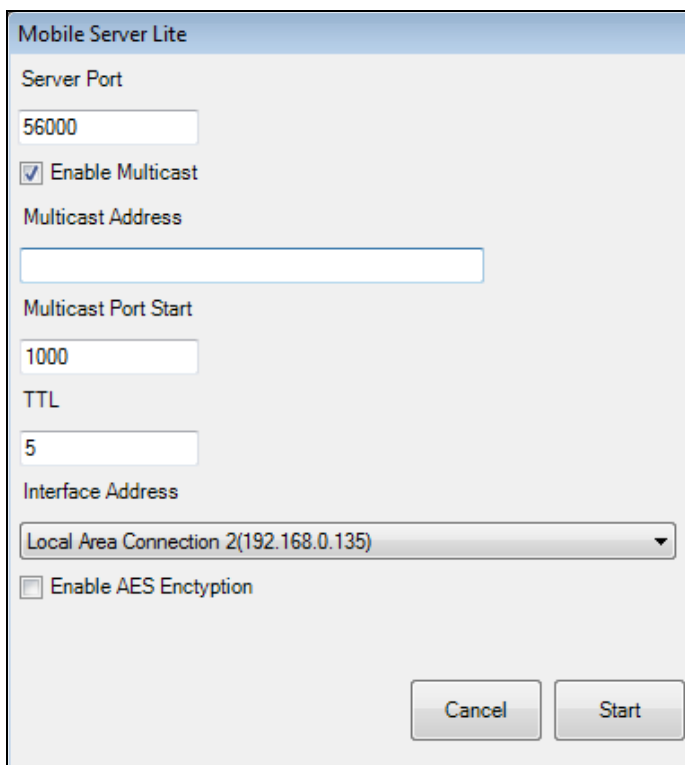 Mobile Server Lite
Server Port
56000
Enable Multicast
Multicast Address
Multicast Port Start
1000
TTL
5
Interface Address
Local Area Connection 2(192.168.0.135)
Enable AES Enctyption
Cancel Start